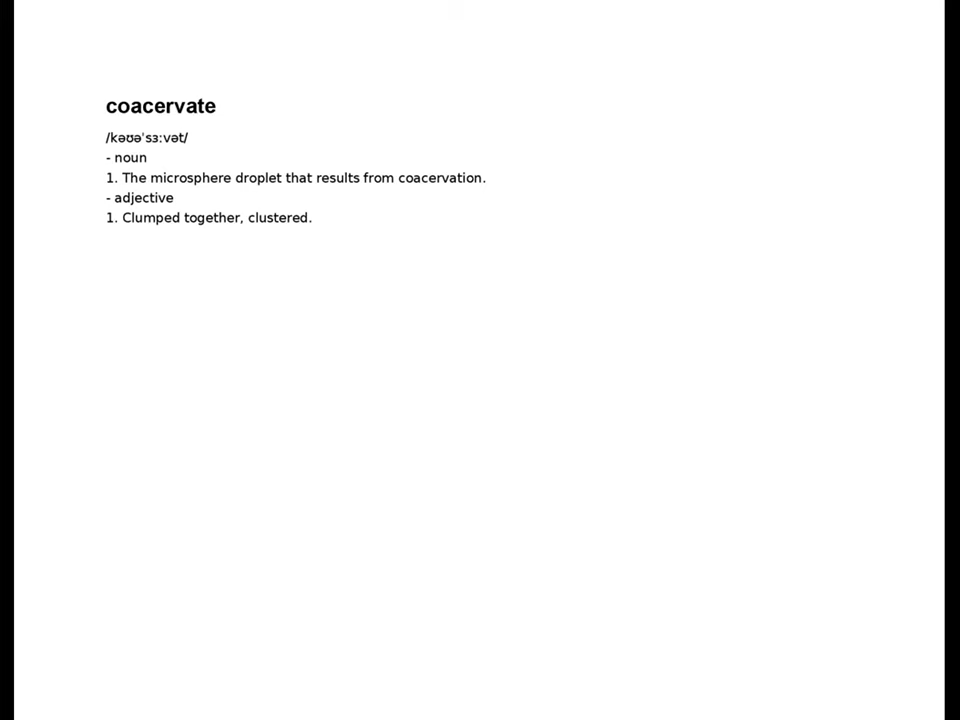 coacervate
/kəʊəˈsɜːvət/
- noun
1. The microsphere droplet that results from coacervation.
- adjective
1. Clumped together, clustered.